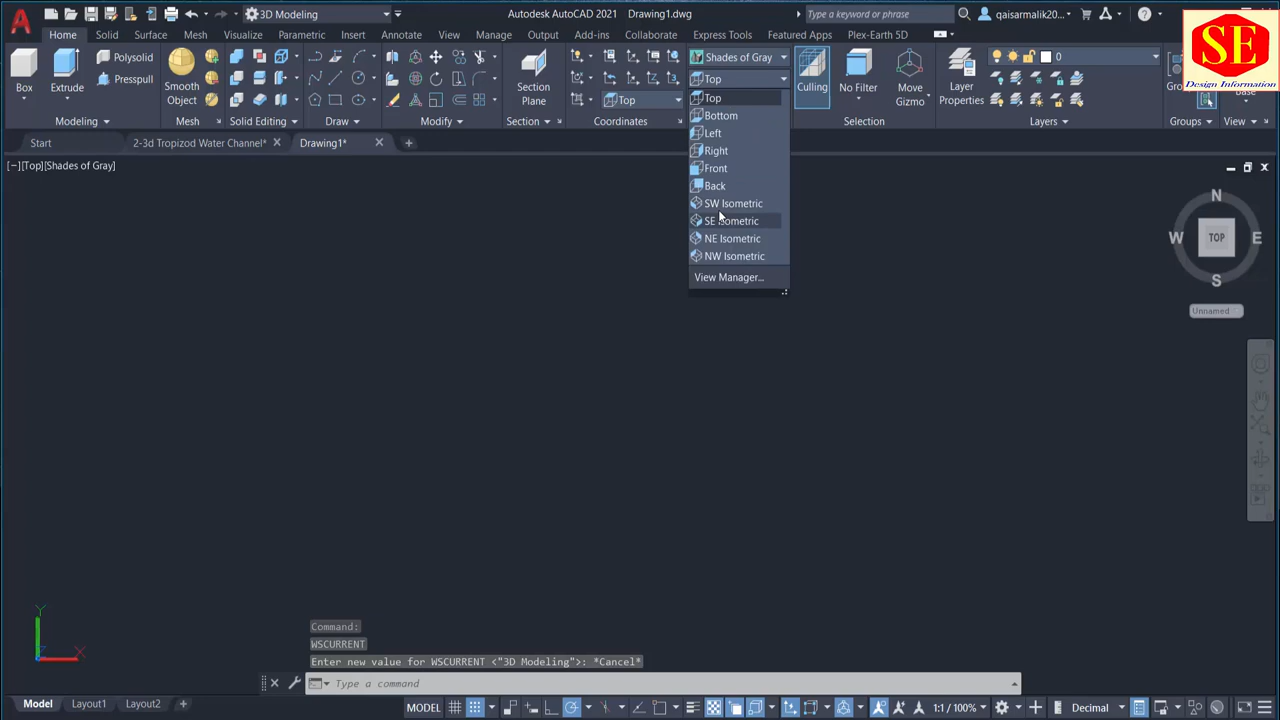 3D Modeling
Autodesk AutoCAD 2021 Drawing1.dwg
Type a keyword or phrase
qaisarmalik20...
SE
Design Information
Home Solid Surface Mesh Visualize Parametric Insert Annotate View Add-ins Collaborate Express Tools Featured Apps Plex-Earth 5D
Box
Extrude
Polysolid
Presspull
Smooth
Object
Section
Plane
Top
Shades of Gray
Top
Culling
No Filter
Move
Gizmo
Layer
Properties
0
Base
Modeling Mesh Solid Editing Draw Modify Section Coordinates Selection Layers Groups View
Start 2-3d Tropizod Water Channel* Drawing1*
[−][Top][Shades of Gray]
Top
Bottom
Left
Right
Front
Back
SW Isometric
SE Isometric
NE Isometric
NW Isometric
View Manager...
N
W TOP E
S
Unnamed
Y
X
Command:
WSCURRENT
Enter new value for WSCURRENT <"3D Modeling">: *Cancel*
Type a command
Model Layout1 Layout2
MODEL
1:1 / 100%
Decimal